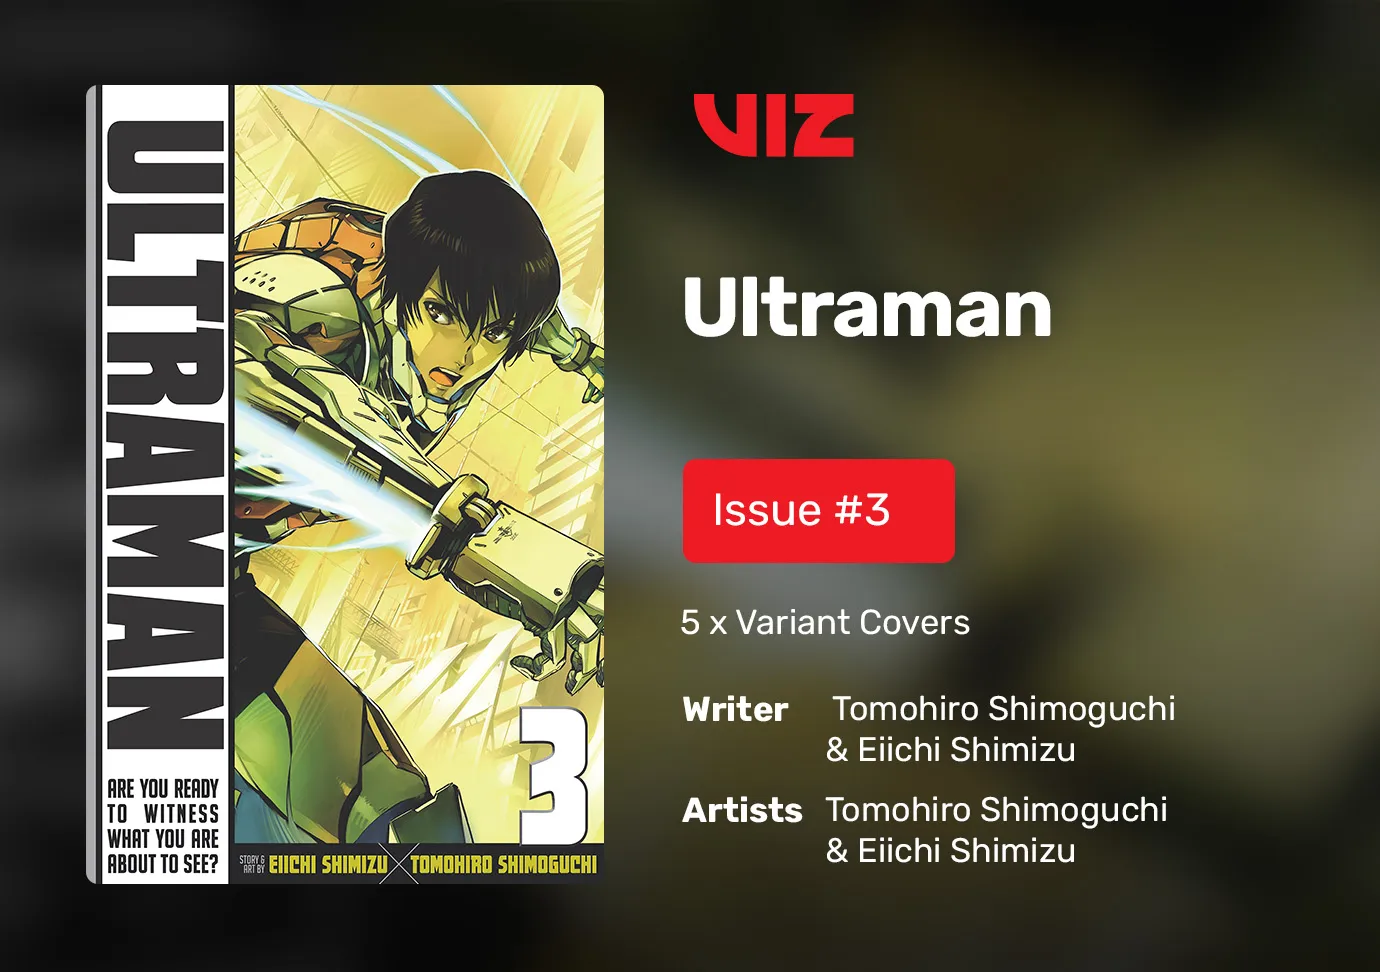 ULTRAMAN
ARE YOU READY
TO WITNESS
WHAT YOU ARE
ABOUT TO SEE?
3
STORY &
ART BY
EIICHI SHIMIZU X TOMOHIRO SHIMOGUCHI
VIZ
Ultraman
Issue #3
5 x Variant Covers
Writer Tomohiro Shimoguchi
& Eiichi Shimizu
Artists Tomohiro Shimoguchi
& Eiichi Shimizu